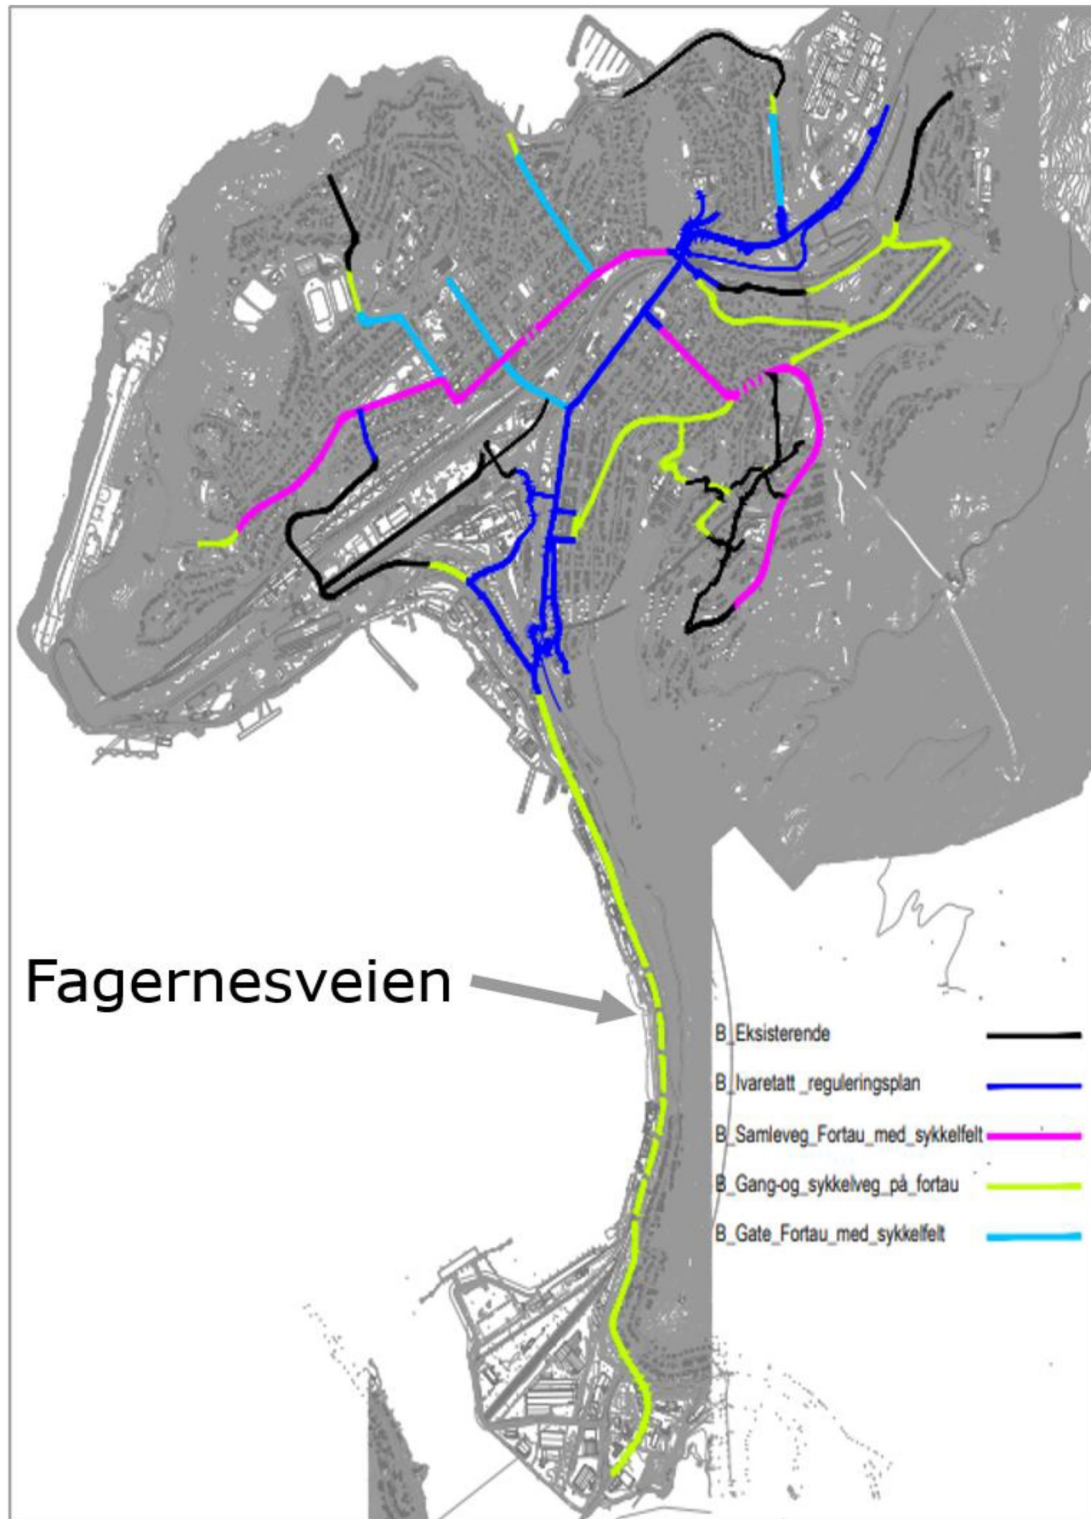 Fagernesveien
B_Eksisterende
B_Ivaretatt _reguleringsplan
B_Samleveg_Fortau_med_sykkelfelt
B_Gang-og_sykkelveg_på_fortau
B_Gate_Fortau_med_sykkelfelt